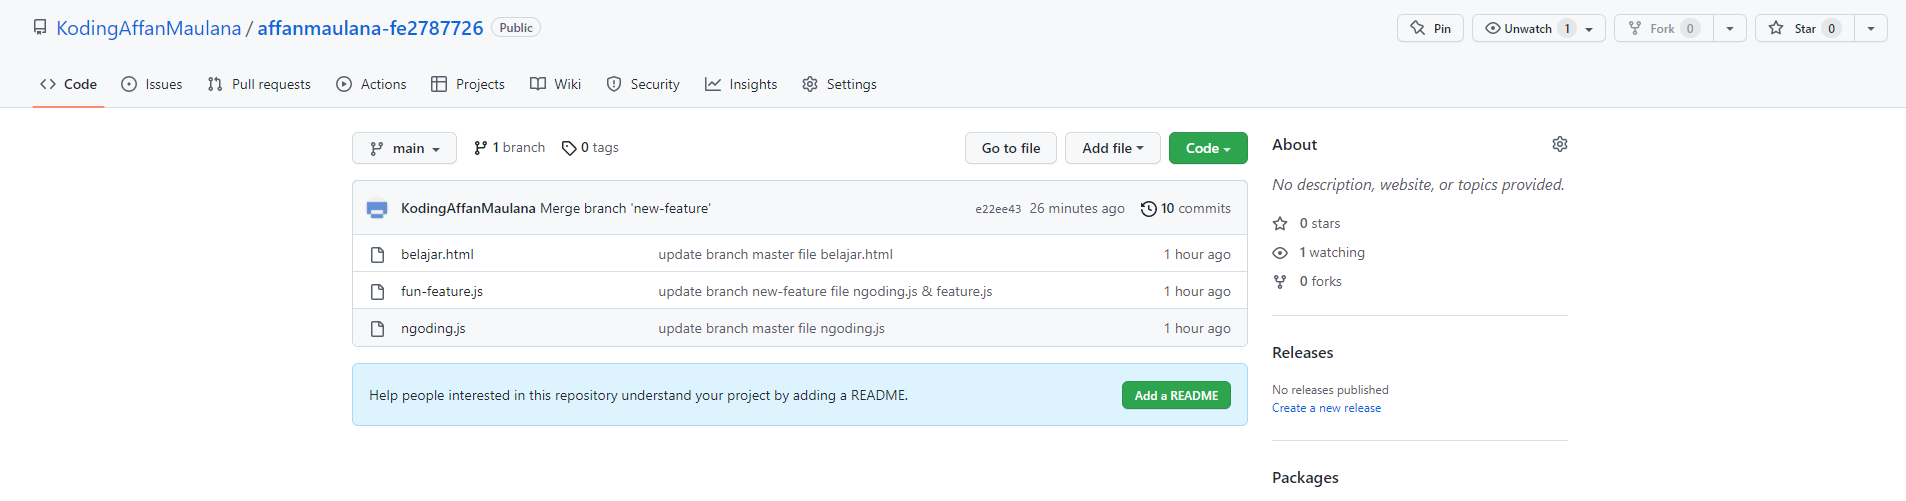 KodingAffanMaulana / affanmaulana-fe2787726 Public
Pin Unwatch 1 Fork 0 Star 0
Code Issues Pull requests Actions Projects Wiki Security Insights Settings
main 1 branch 0 tags Go to file Add file Code
KodingAffanMaulana Merge branch 'new-feature' e22ee43 26 minutes ago 10 commits
belajar.html update branch master file belajar.html 1 hour ago
fun-feature.js update branch new-feature file ngoding.js & feature.js 1 hour ago
ngoding.js update branch master file ngoding.js 1 hour ago
Help people interested in this repository understand your project by adding a README. Add a README
About
No description, website, or topics provided.
0 stars
1 watching
0 forks
Releases
No releases published
Create a new release
Packages